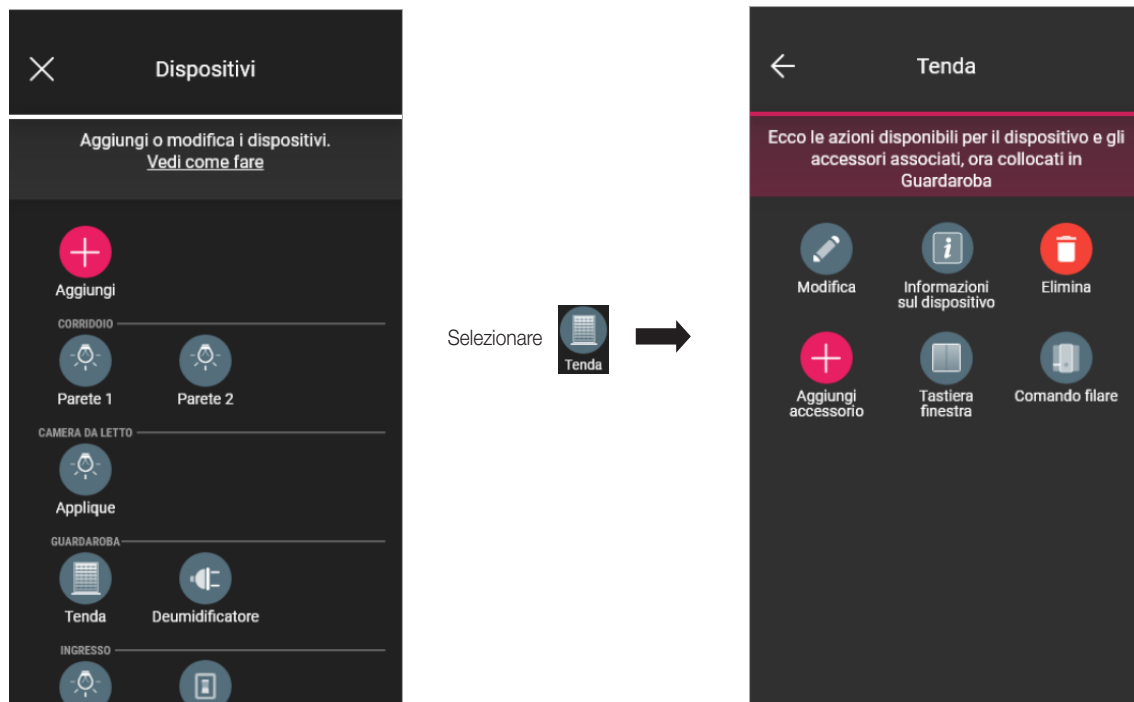 Dispositivi
Aggiungi o modifica i dispositivi.
Vedi come fare
Aggiungi
CORRIDOIO
Parete 1
Parete 2
CAMERA DA LETTO
Applique
GUARDAROBA
Tenda
Deumidificatore
INGRESSO
Selezionare
Tenda
Tenda
Ecco le azioni disponibili per il dispositivo e gli
accessori associati, ora collocati in
Guardaroba
Modifica
Informazioni
sul dispositivo
Elimina
Aggiungi
accessorio
Tastiera
finestra
Comando filare